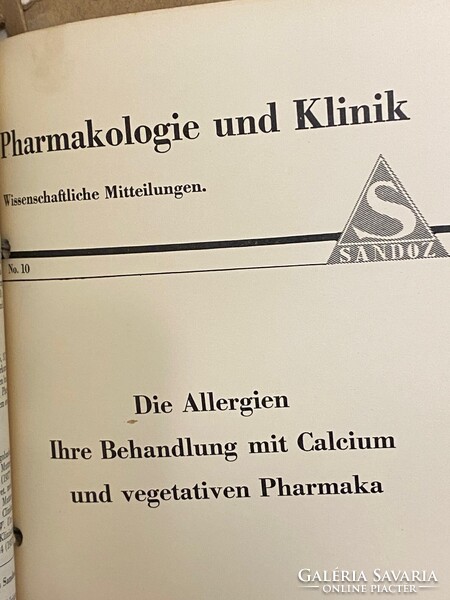 Pharmakologie und Klinik
Wissenschaftliche Mitteilungen.
S
SANDOZ
No. 10
Die Allergien
Ihre Behandlung mit Calcium
und vegetativen Pharmaka
GALÉRIA SAVARIA
ONLINE PIACTÉR